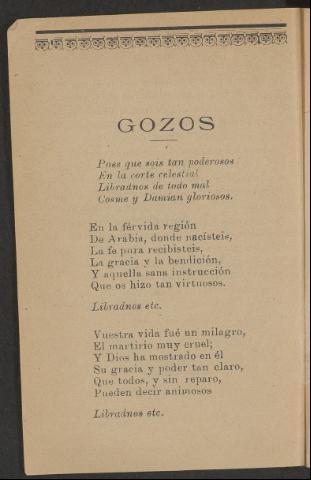 GOZOS
Pues que sois tan poderosos
En la corte celestial
Libradnos de todo mal
Cosme y Damian gloriosos.
En la férvida región
De Arabia, donde nacísteis,
La fe pura recibisteis,
La gracia y la bendición,
Y aquella sana instrucción
Que os hizo tan virtuosos.
Libradnos etc.
Vuestra vida fué un milagro,
El martirio muy cruel;
Y Dios ha mostrado en él
Su gracia y poder tan claro,
Que todos, y sin reparo,
Pueden decir animosos
Libradnos etc.